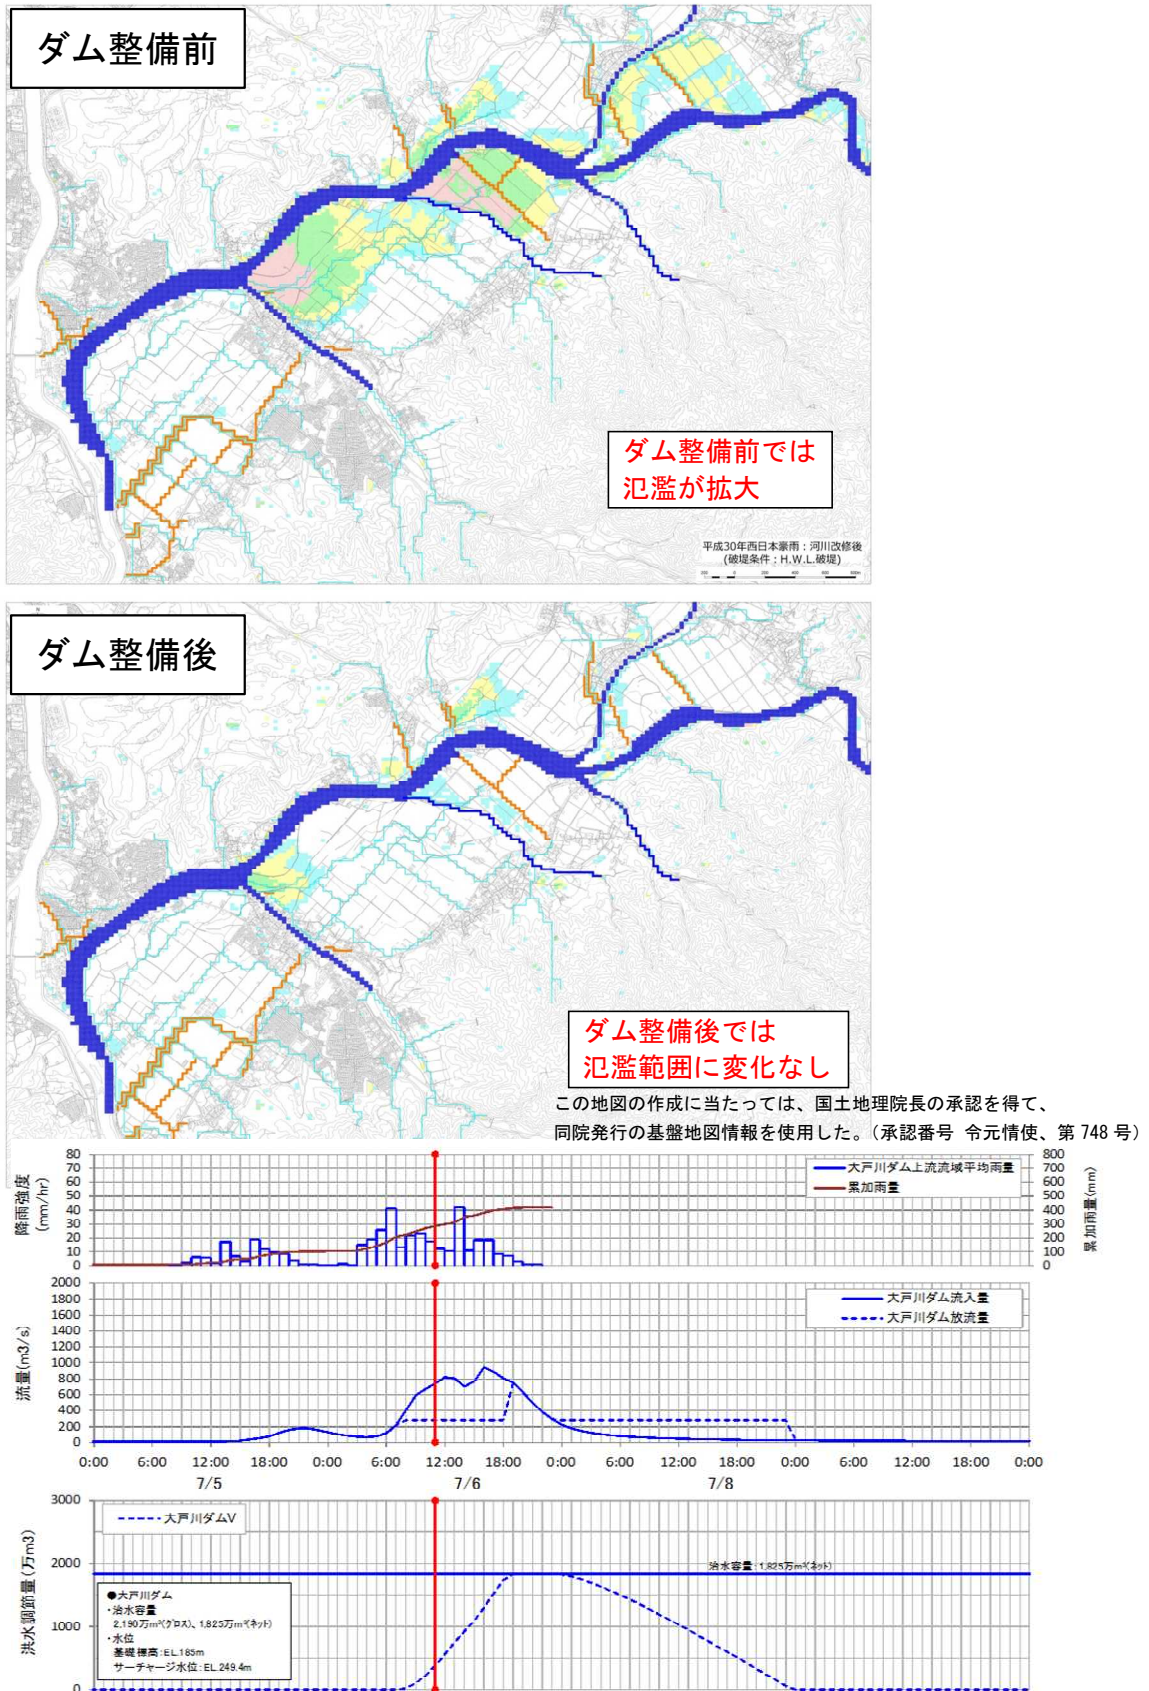 ダム整備前
ダム整備前では
氾濫が拡大
平成30年西日本豪雨：河川改修後
(破堤条件：H.W.L.破堤)
ダム整備後
ダム整備後では
氾濫範囲に変化なし
この地図の作成に当たっては、国土地理院長の承認を得て、
同院発行の基盤地図情報を使用した。（承認番号 令元情使、第 748 号）
降雨強度
(mm/hr)
80
70
60
50
40
30
20
10
0
大戸川ダム上流流域平均雨量
累加雨量
800
700
600
500
400
300
200
100
0
累加雨量(mm)
流量(m3/s)
2000
1800
1600
1400
1200
1000
800
600
400
200
0
大戸川ダム流入量
大戸川ダム放流量
0:00 6:00 12:00 18:00 0:00 6:00 12:00 18:00 0:00 6:00 12:00 18:00 0:00 6:00 12:00 18:00 0:00
7/5 7/6 7/8
洪水調節量(万m3)
3000
2000
1000
0
大戸川ダムV
治水容量：1,825万m³(ネット)
●大戸川ダム
・治水容量
2,190万m³(グロス)、1,825万m³(ネット)
・水位
基礎標高：EL.185m
サーチャージ水位：EL.249.4m